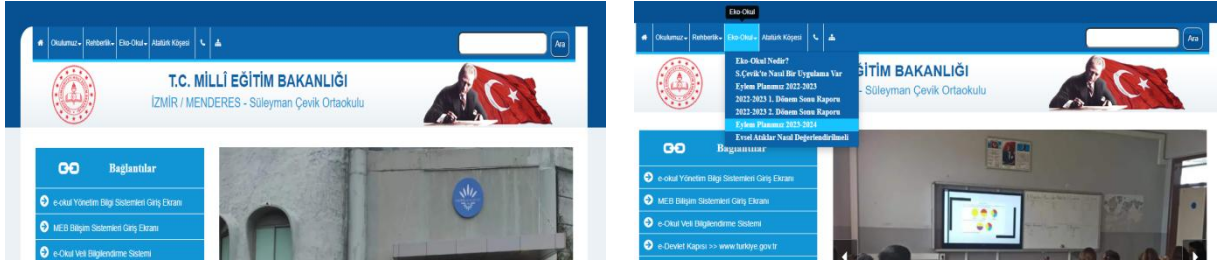 Okulumuz Rehberlik Eko-Okul Atatürk Köşesi Ara
T.C. MİLLÎ EĞİTİM BAKANLIĞI
İZMİR / MENDERES - Süleyman Çevik Ortaokulu
Bağlantılar
e-okul Yönetim Bilgi Sistemleri Giriş Ekranı
MEB Bilişim Sistemleri Giriş Ekranı
e-Okul Veli Bilgilendirme Sistemi
Eko-Okul
Okulumuz Rehberlik Eko-Okul Atatürk Köşesi Ara
Eko-Okul Nedir?
S.Çevik'te Nasıl Bir Uygulama Var
Eylem Planımız 2022-2023
2022-2023 1. Dönem Sonu Raporu
2022-2023 2. Dönem Sonu Raporu
Eylem Planımız 2023-2024
Evsel Atıklar Nasıl Değerlendirilmeli
ĞİTİM BAKANLIĞI
- Süleyman Çevik Ortaokulu
Bağlantılar
e-okul Yönetim Bilgi Sistemleri Giriş Ekranı
MEB Bilişim Sistemleri Giriş Ekranı
e-Okul Veli Bilgilendirme Sistemi
e-Devlet Kapısı >> www.turkiye.gov.tr